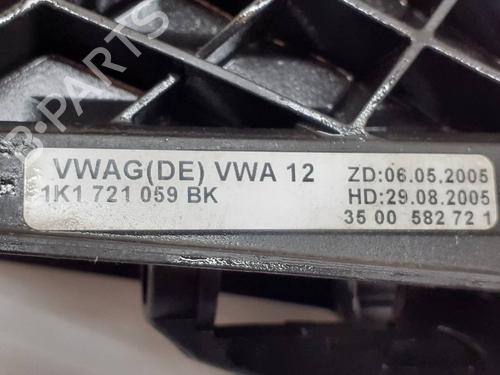 B-PARTS
VWAG(DE) VWA 12
1K1 721 059 BK
ZD:06.05.2005
HD:29.08.2005
35 00 582 72 1